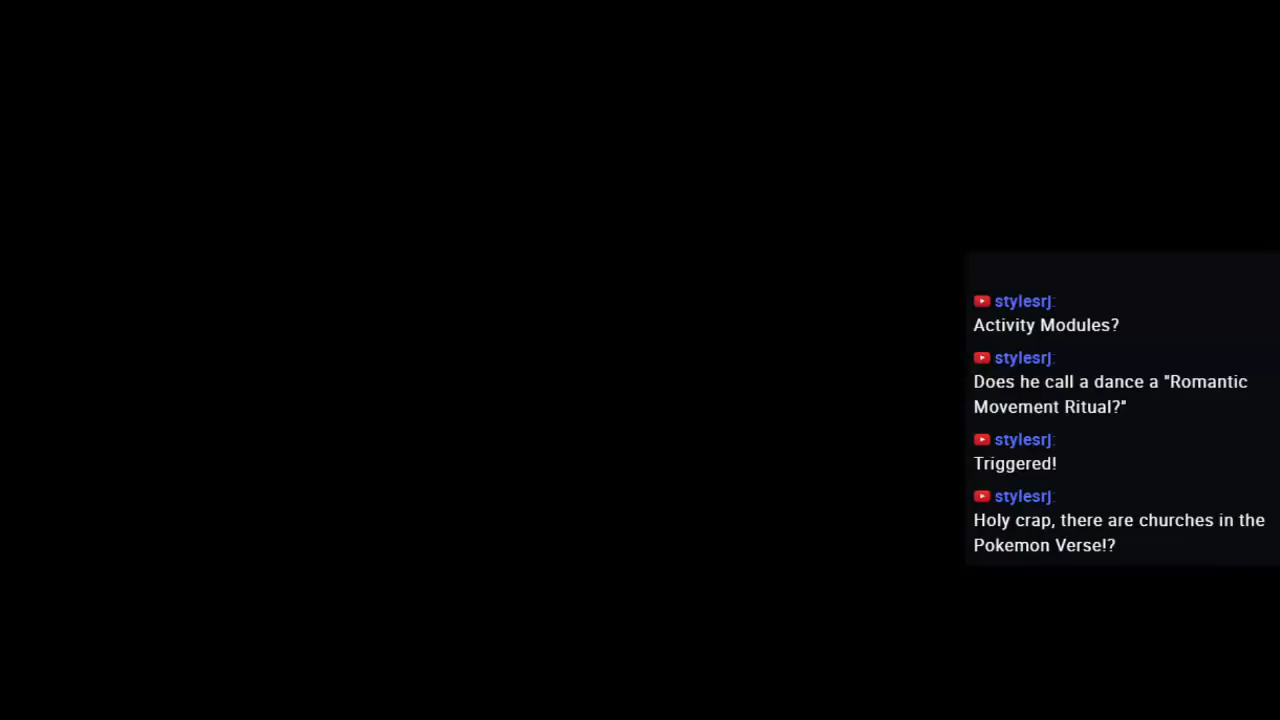 stylesrj:
Activity Modules?
stylesrj:
Does he call a dance a "Romantic
Movement Ritual?"
stylesrj:
Triggered!
stylesrj:
Holy crap, there are churches in the
Pokemon Verse!?